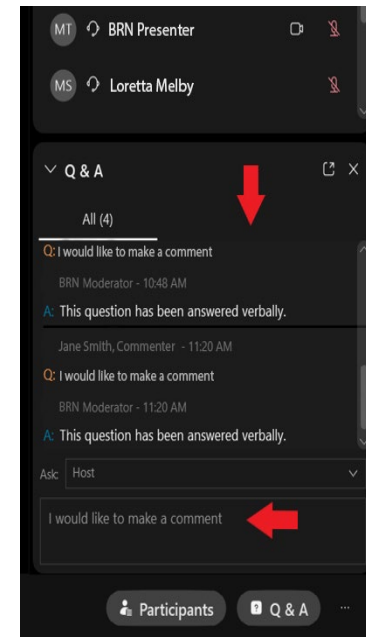 MT BRN Presenter
MS Loretta Melby
Q & A
All (4)
Q: I would like to make a comment
BRN Moderator - 10:48 AM
A: This question has been answered verbally.
Jane Smith, Commenter - 11:20 AM
Q: I would like to make a comment
BRN Moderator - 11:20 AM
A: This question has been answered verbally.
Ask: Host
I would like to make a comment
Participants Q & A